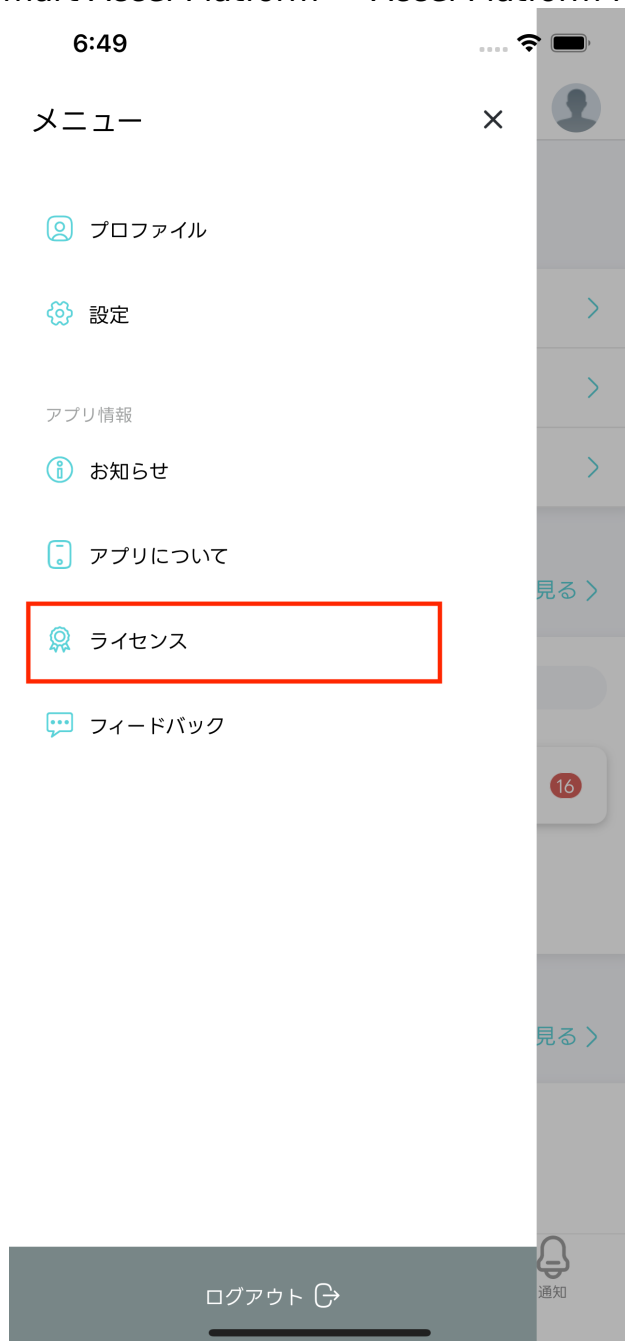 6:49
メニュー
プロファイル
設定
アプリ情報
お知らせ
アプリについて
見る
ライセンス
フィードバック
16
見る
ログアウト
通知